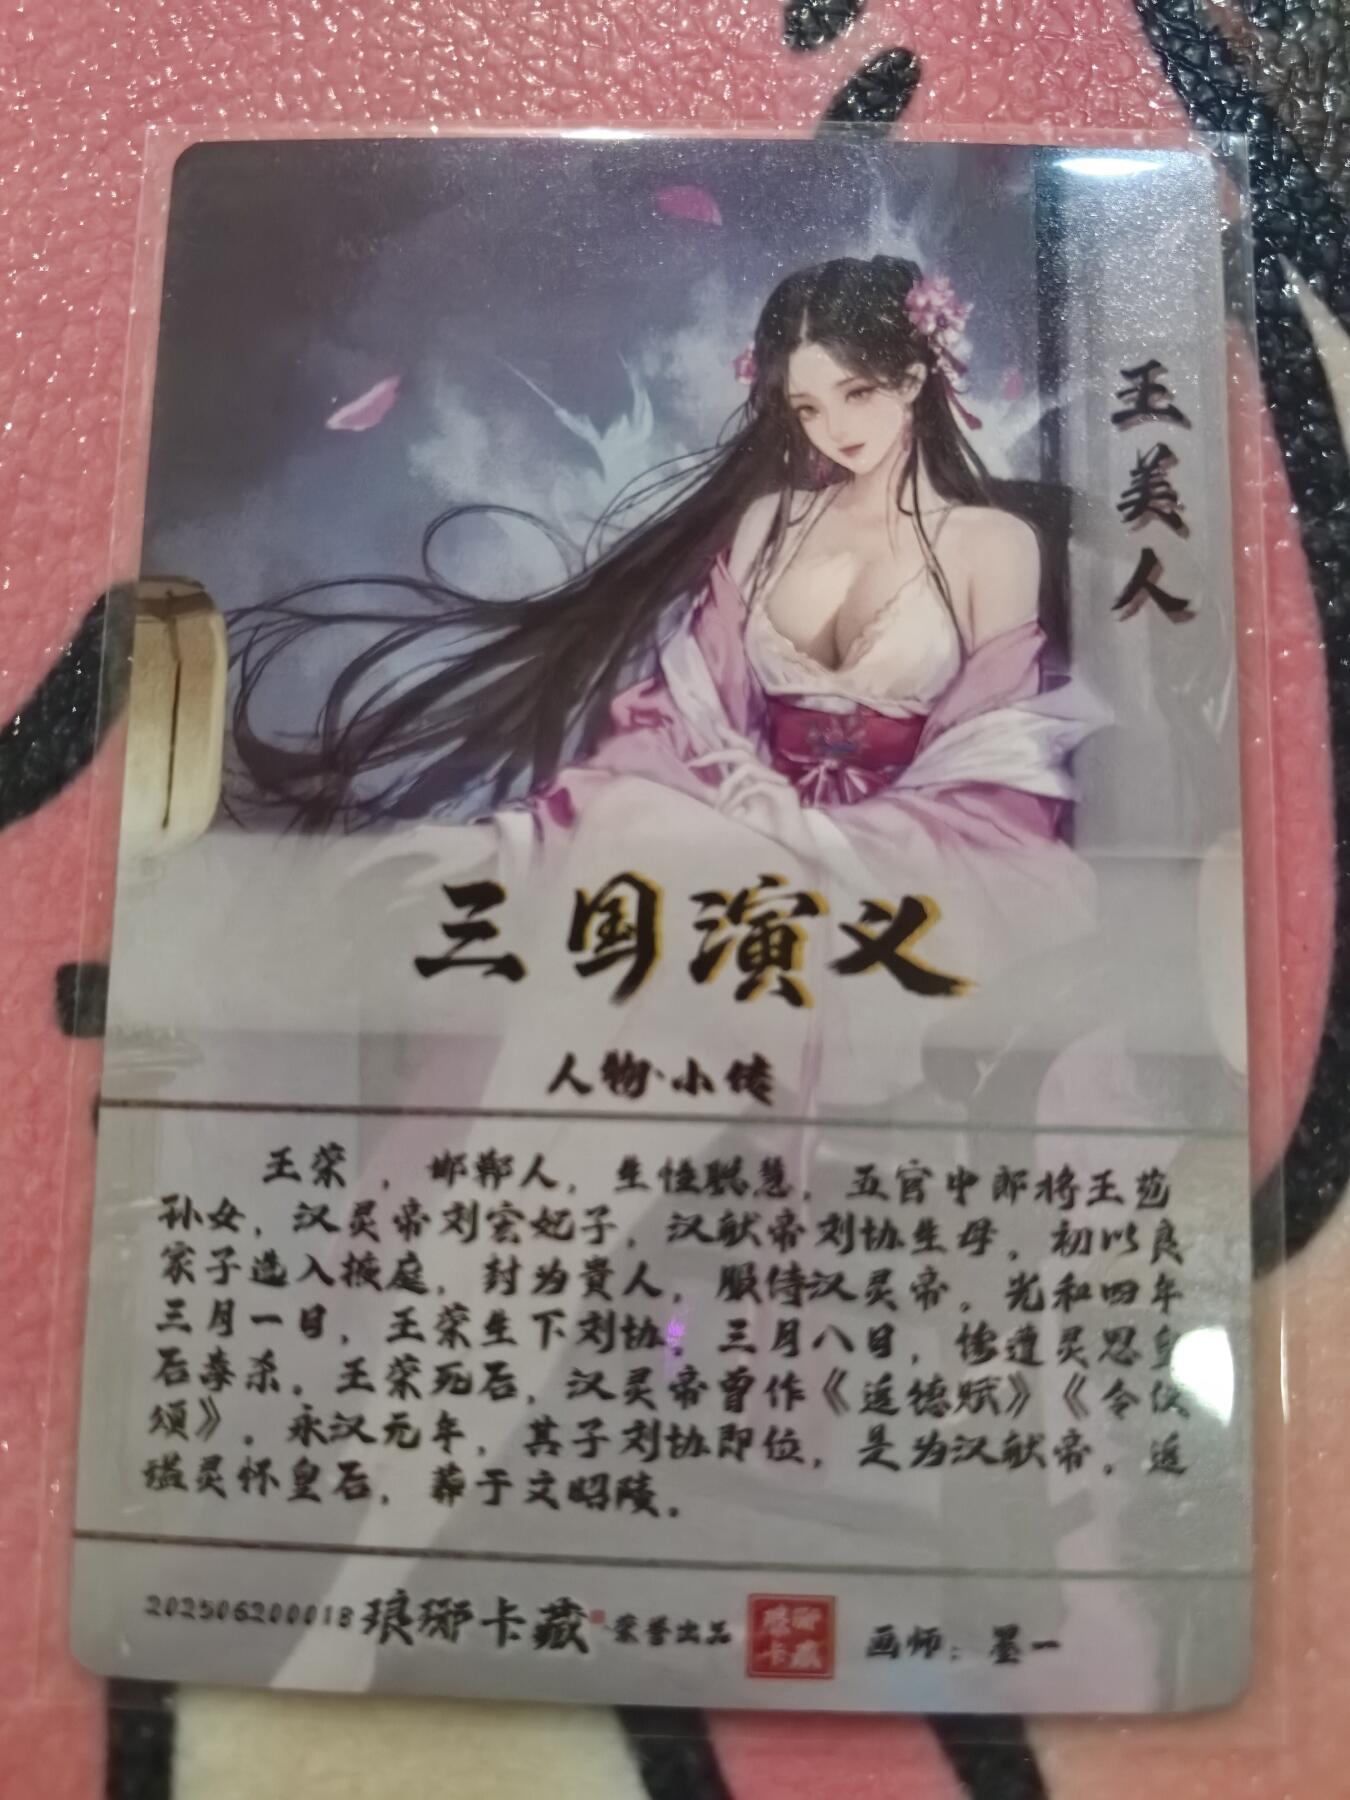 王美人
三国演义
人物·小传
王荣，邯郸人，生性聪慧，五官中郎将王苞
孙女，汉灵帝刘宏妃子，汉献帝刘协生母，初以良
家子选入掖庭，封为貴人，服侍汉灵帝，光和四年
三月一日，王荣生下刘协，三月八日，惨遭灵思皇
后毒杀，王荣死后，汉灵帝曾作《追德赋》《令仪
颂》，永汉元年，其子刘协即位，是为汉献帝，追
谥灵怀皇后，葬于文昭陵。
202506200018 琅琊卡藏 荣誉出品 琅琊卡藏 画师：墨一